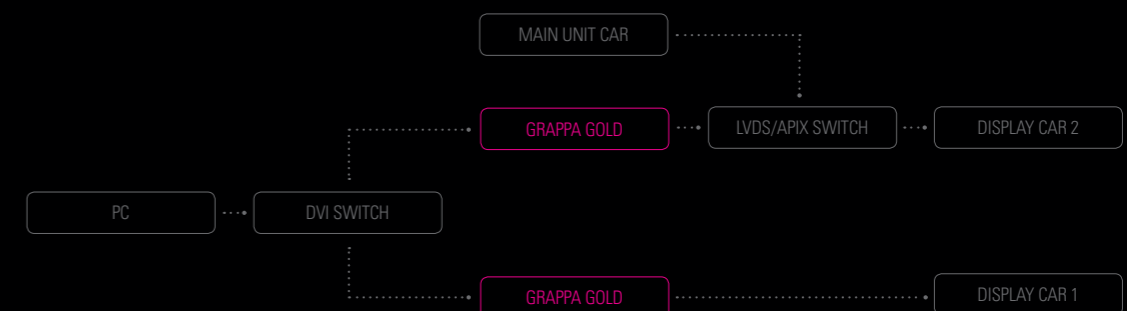 MAIN UNIT CAR
GRAPPA GOLD
LVDS/APIX SWITCH
DISPLAY CAR 2
PC
DVI SWITCH
GRAPPA GOLD
DISPLAY CAR 1